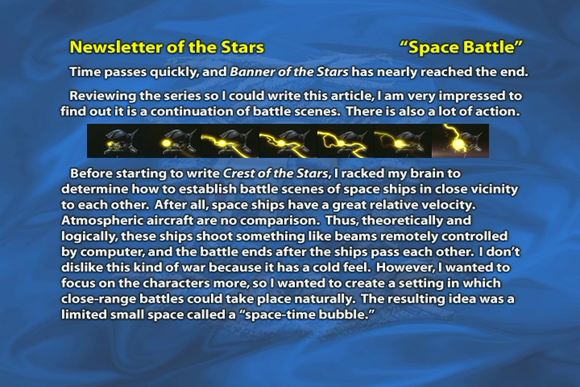 Newsletter of the Stars “Space Battle”
Time passes quickly, and Banner of the Stars has nearly reached the end.
Reviewing the series so I could write this article, I am very impressed to
find out it is a continuation of battle scenes. There is also a lot of action.
Before starting to write Crest of the Stars, I racked my brain to
determine how to establish battle scenes of space ships in close vicinity
to each other. After all, space ships have a great relative velocity.
Atmospheric aircraft are no comparison. Thus, theoretically and
logically, these ships shoot something like beams remotely controlled
by computer, and the battle ends after the ships pass each other. I don’t
dislike this kind of war because it has a cold feel. However, I wanted to
focus on the characters more, so I wanted to create a setting in which
close-range battles could take place naturally. The resulting idea was a
limited small space called a “space-time bubble.”